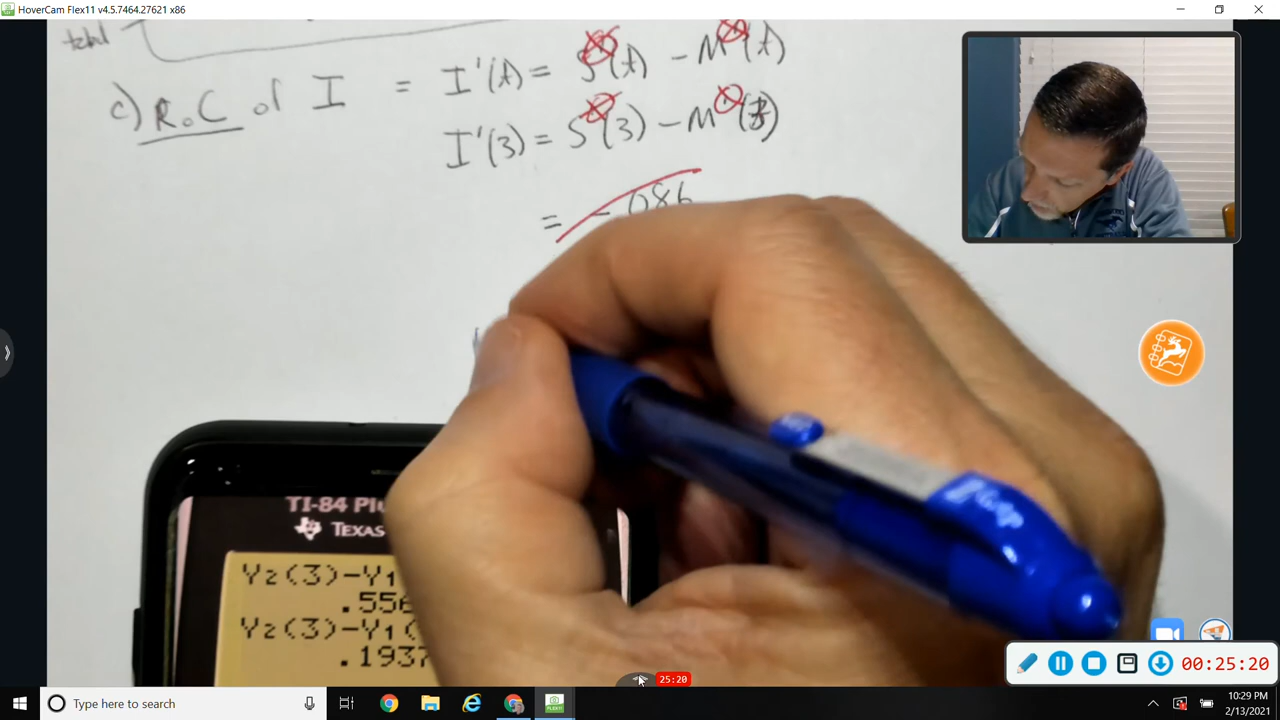 HoverCam Flex11 v4.5.7464.27621 x86
total
c) R.o.C of I = I'(t) = S'(t) - M'(t)
I'(3) = S'(3) - M'(3)
= - .086
TI-84 Plu
TEXAS
Y₂(3)-Y₁
.556
Y₂(3)-Y₁(
.1937
00:25:20
25:20
Type here to search
10:29 PM
2/13/2021